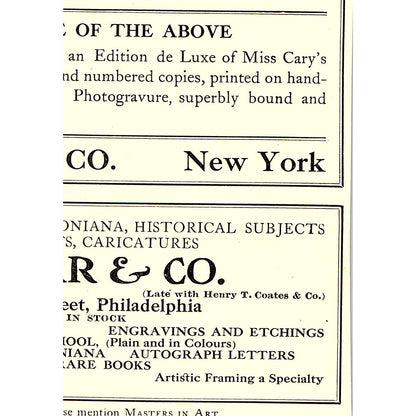 E OF THE ABOVE
an Edition de Luxe of Miss Cary's
nd numbered copies, printed on hand-
Photogravure, superbly bound and
CO. New York
ONIANA, HISTORICAL SUBJECTS
TS, CARICATURES
AR & CO.
(Late with Henry T. Coates & Co.)
eet, Philadelphia
IN STOCK
ENGRAVINGS AND ETCHINGS
HOOL, (Plain and in Colours)
NIANA AUTOGRAPH LETTERS
RARE BOOKS
Artistic Framing a Specialty
se mention MASTERS IN ART